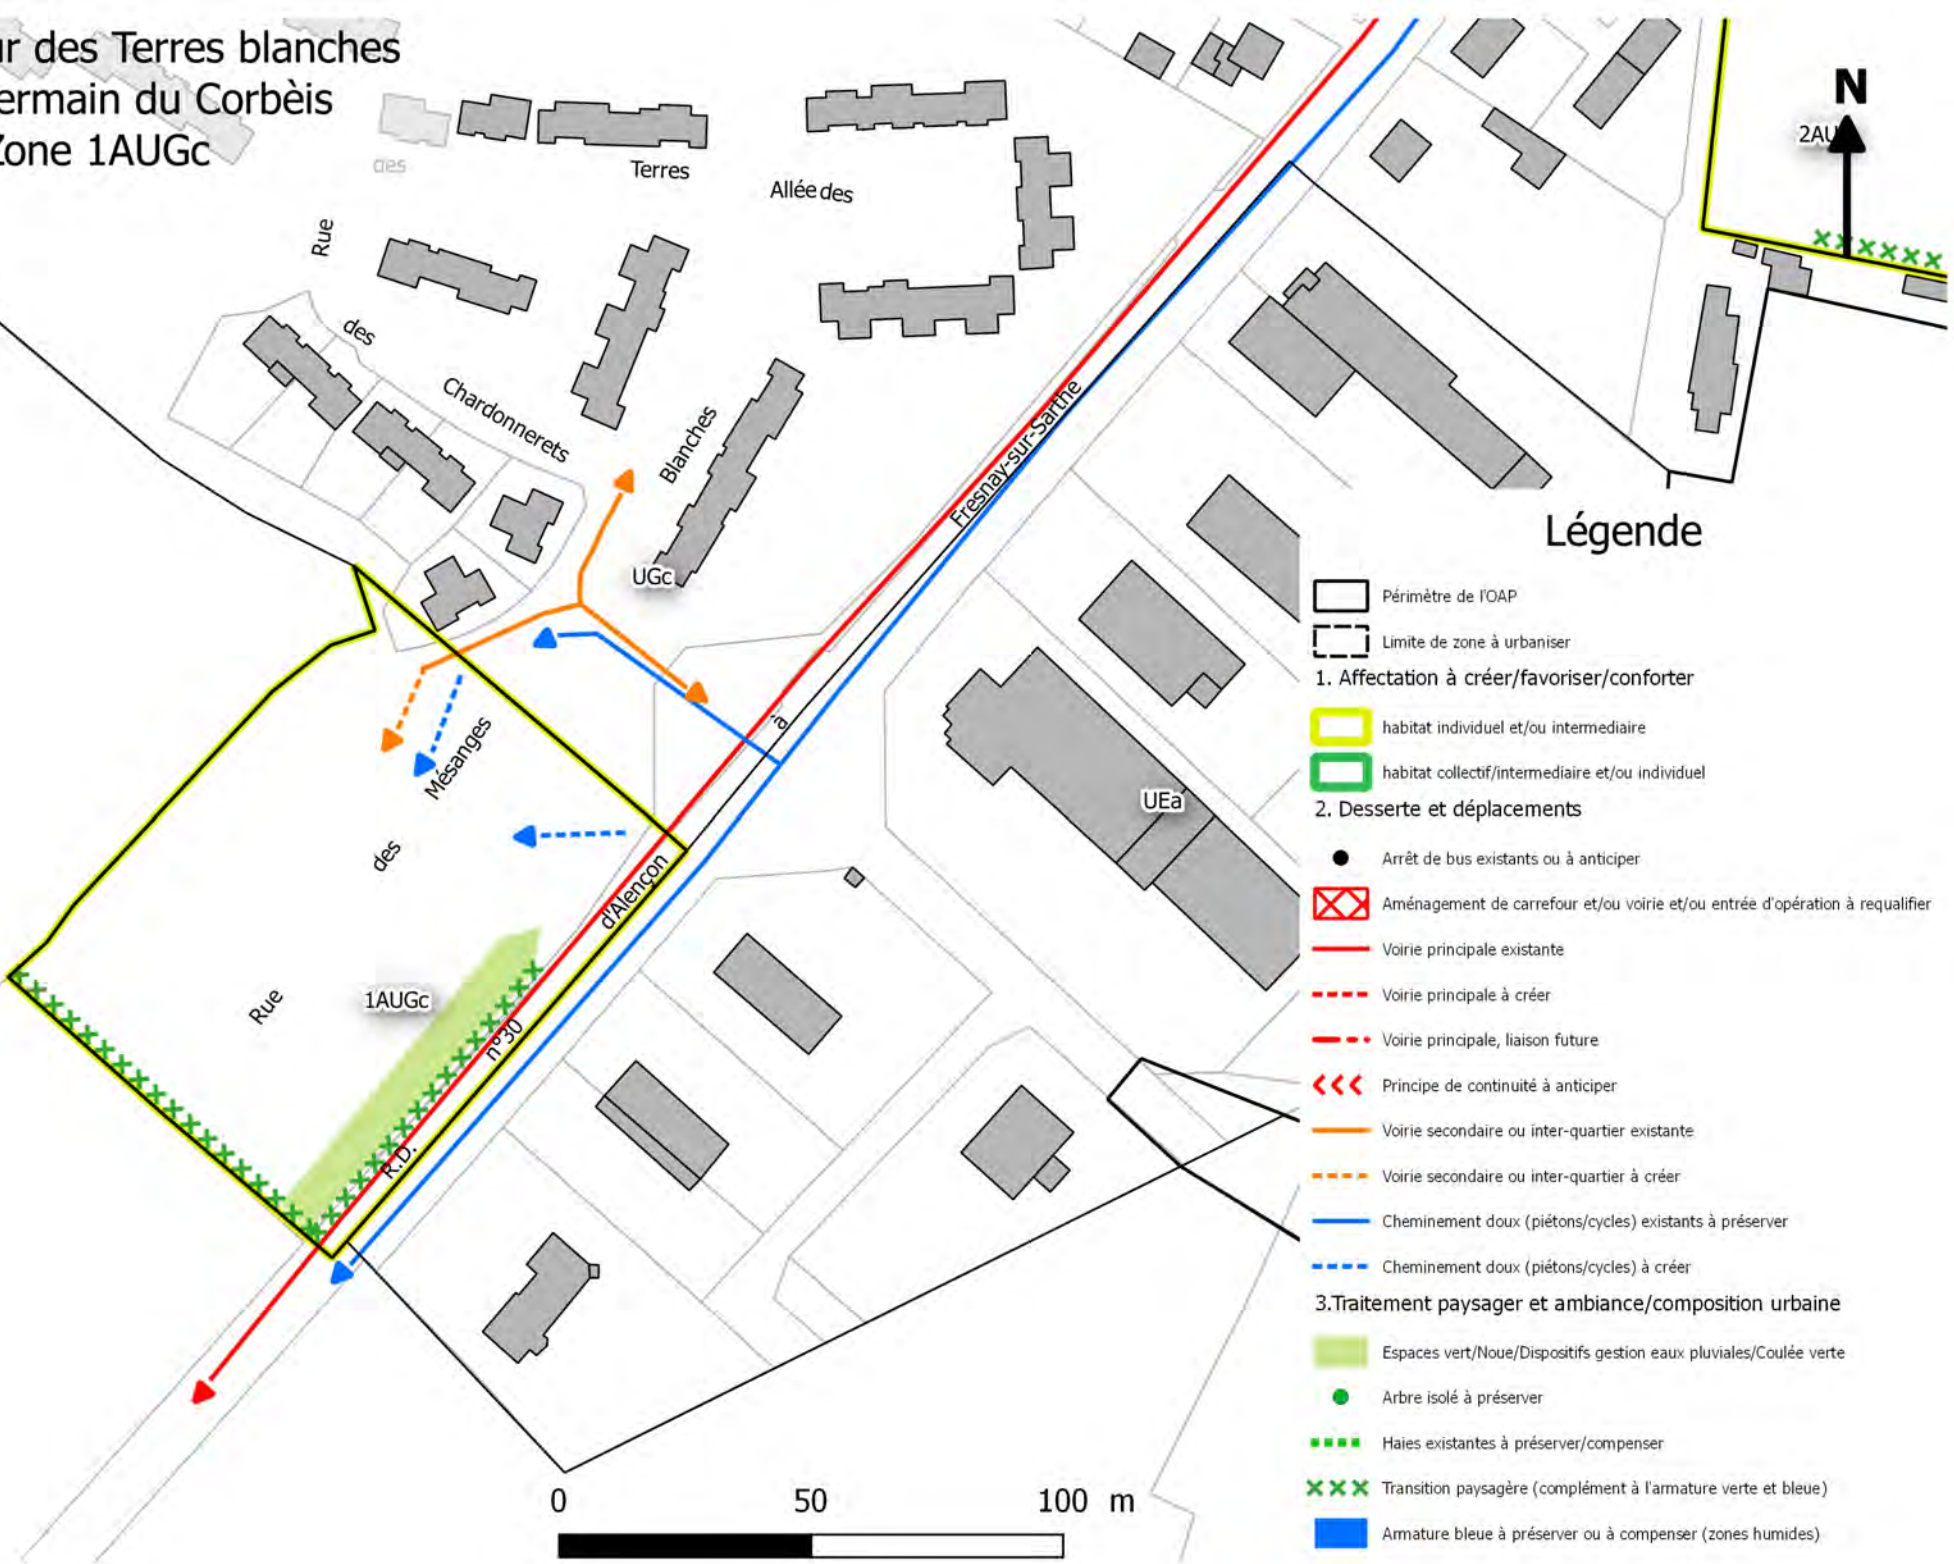 ur des Terres blanches
ermain du Corbèis
Zone 1AUGc
N
2AU
des
Terres
Allée des
Rue
des
Chardonnerets
Blanches
Fresnay-sur-Sarthe
UGc
à
Mésanges
des
d'Alençon
Rue
1AUGc
n°30
R.D.
UEa
0 50 100 m
Légende
Périmètre de l'OAP
Limite de zone à urbaniser
1. Affectation à créer/favoriser/conforter
habitat individuel et/ou intermediaire
habitat collectif/intermediaire et/ou individuel
2. Desserte et déplacements
Arrêt de bus existants ou à anticiper
Aménagement de carrefour et/ou voirie et/ou entrée d'opération à requalifier
Voirie principale existante
Voirie principale à créer
Voirie principale, liaison future
Principe de continuité à anticiper
Voirie secondaire ou inter-quartier existante
Voirie secondaire ou inter-quartier à créer
Cheminement doux (piétons/cycles) existants à préserver
Cheminement doux (piétons/cycles) à créer
3.Traitement paysager et ambiance/composition urbaine
Espaces vert/Noue/Dispositifs gestion eaux pluviales/Coulée verte
Arbre isolé à préserver
Haies existantes à préserver/compenser
Transition paysagère (complément à l'armature verte et bleue)
Armature bleue à préserver ou à compenser (zones humides)